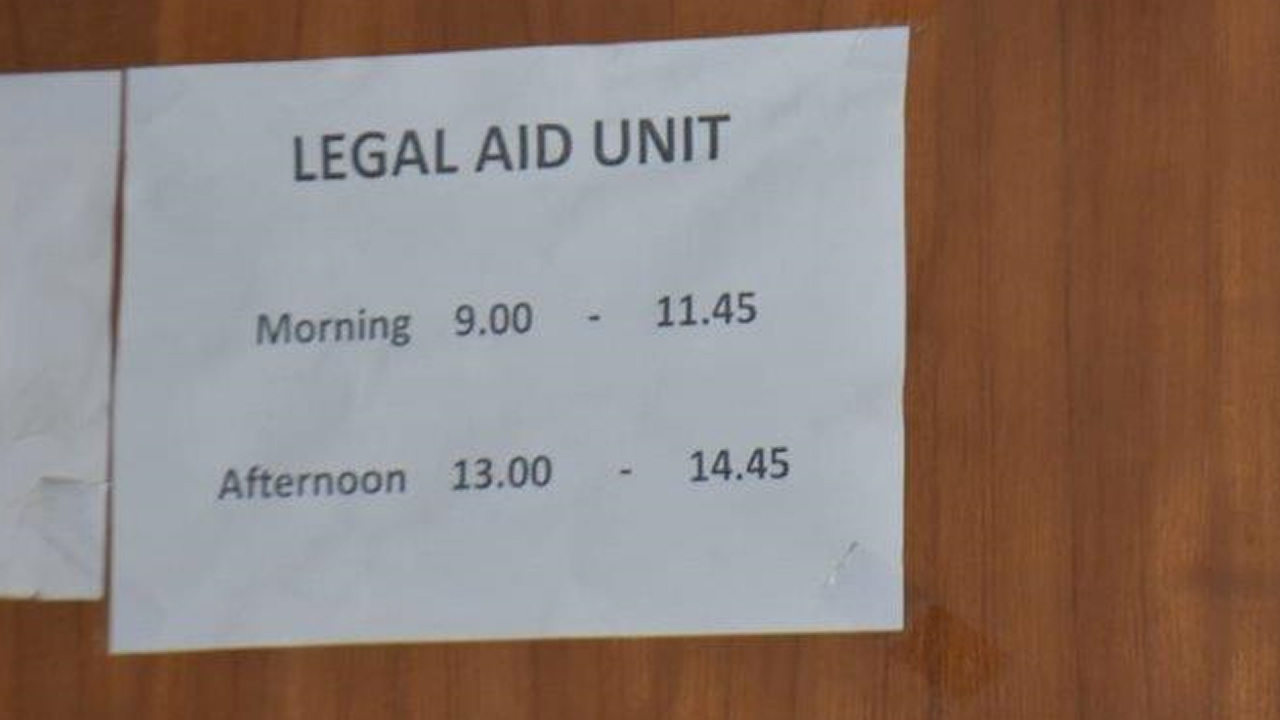 LEGAL AID UNIT
Morning 9.00 - 11.45
Afternoon 13.00 - 14.45